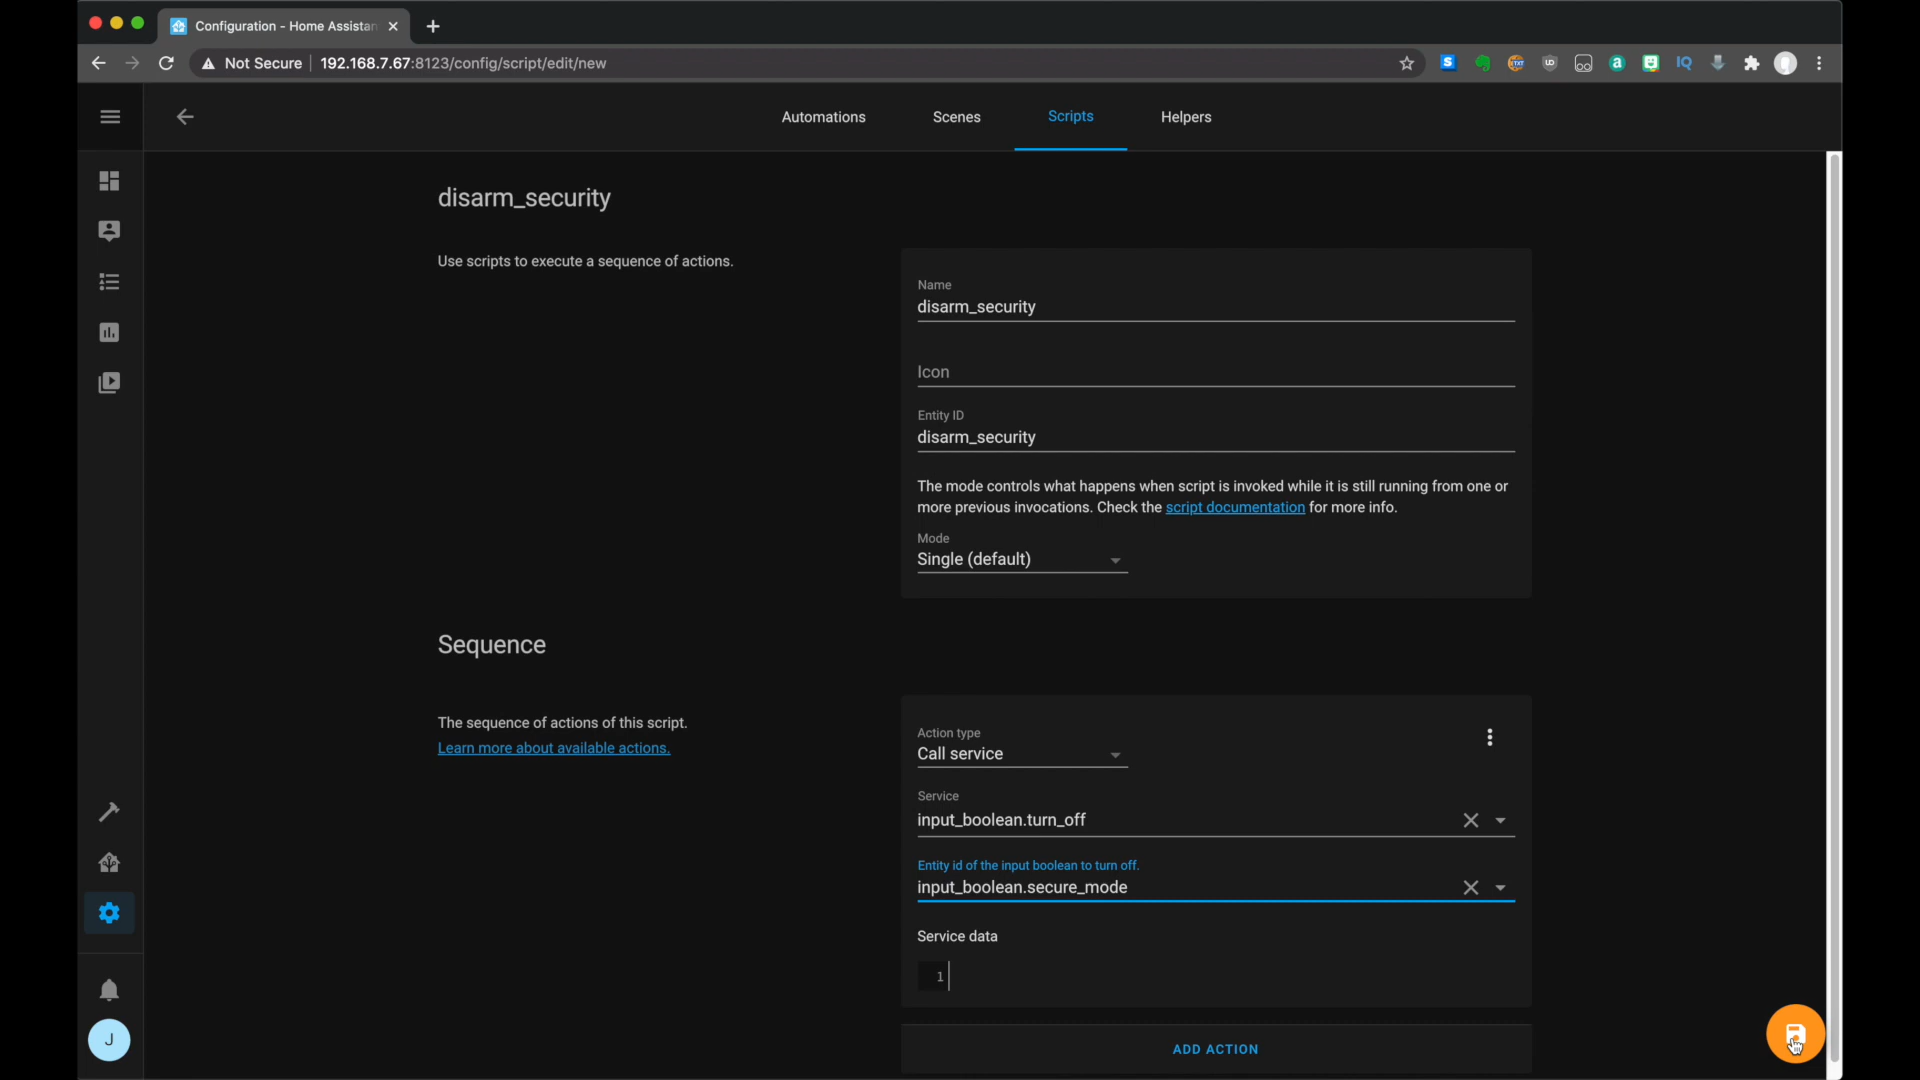 Configuration - Home Assistan
Not Secure
192.168.7.67:8123/config/script/edit/new
S
TXT
UD
a
IQ
Automations
Scenes
Scripts
Helpers
disarm_security
Use scripts to execute a sequence of actions.
Name
disarm_security
Icon
Entity ID
disarm_security
The mode controls what happens when script is invoked while it is still running from one or
more previous invocations. Check the script documentation for more info.
Mode
Single (default)
Sequence
The sequence of actions of this script.
Learn more about available actions.
Action type
Call service
Service
input_boolean.turn_off
Entity id of the input boolean to turn off.
input_boolean.secure_mode
Service data
1
ADD ACTION
J